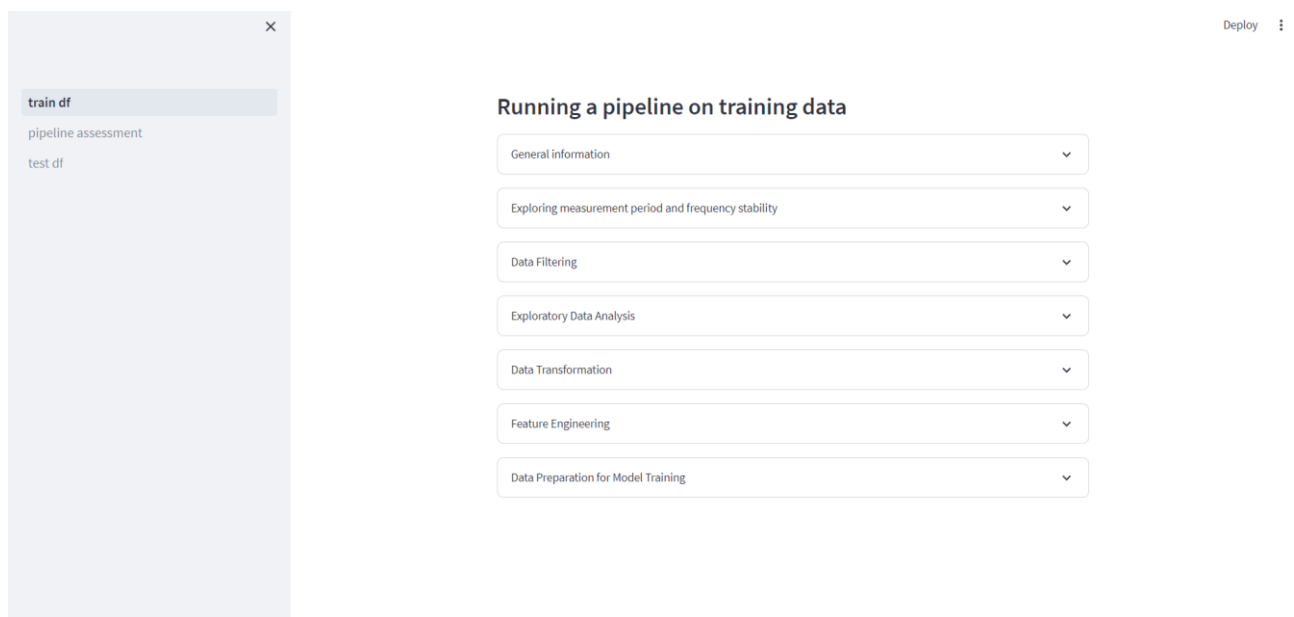 Deploy
train df
pipeline assessment
test df
Running a pipeline on training data
General information
Exploring measurement period and frequency stability
Data Filtering
Exploratory Data Analysis
Data Transformation
Feature Engineering
Data Preparation for Model Training